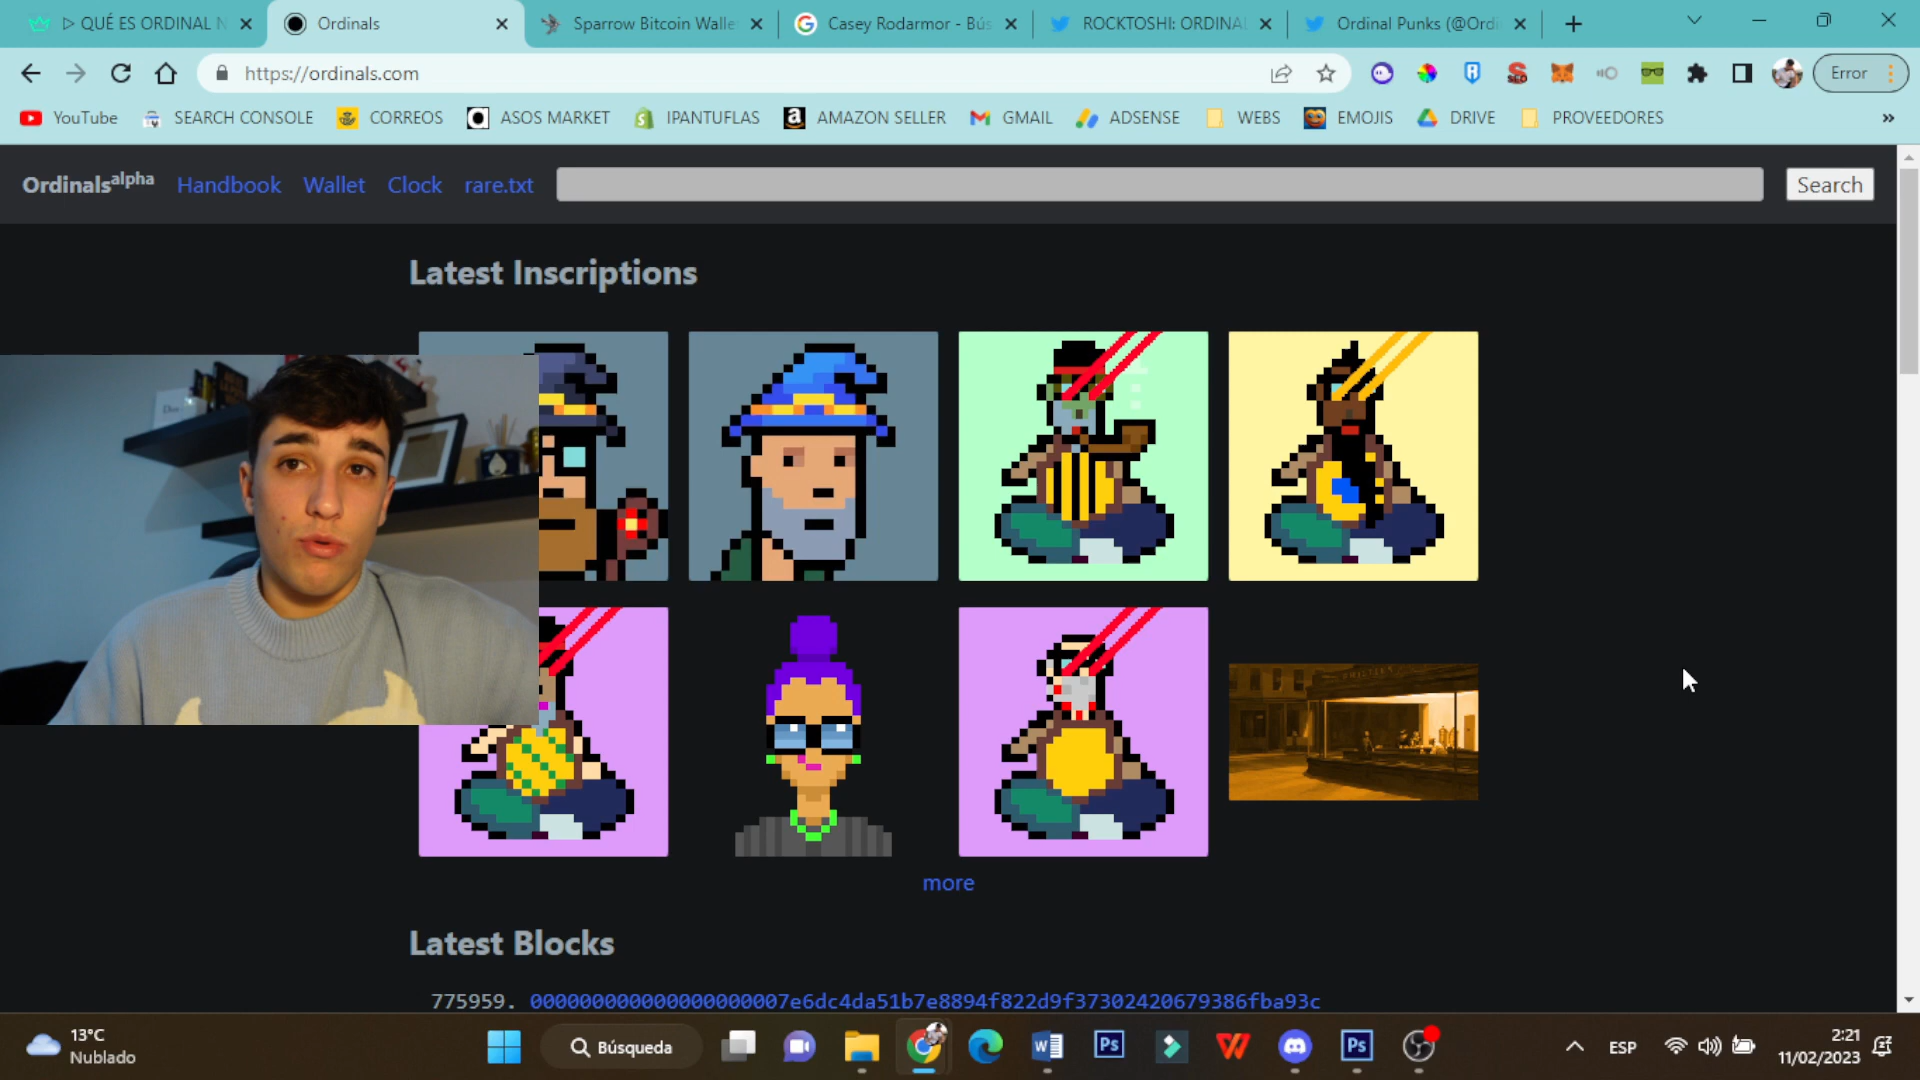 ▷ QUÉ ES ORDINAL N
Ordinals
Sparrow Bitcoin Walle
Casey Rodarmor - Bús
ROCKTOSHI: ORDINAL
Ordinal Punks (@Ordi
https://ordinals.com
Error
YouTube
SEARCH CONSOLE
CORREOS
ASOS MARKET
IPANTUFLAS
AMAZON SELLER
GMAIL
ADSENSE
WEBS
EMOJIS
DRIVE
PROVEEDORES
»
Ordinals alpha
Handbook
Wallet
Clock
rare.txt
Search
Latest Inscriptions
more
Latest Blocks
775959. 00000000000000000007e6dc4da51b7e8894f822d9f37302420679386fba93c
13°C
Nublado
Búsqueda
ESP
2:21
11/02/2023